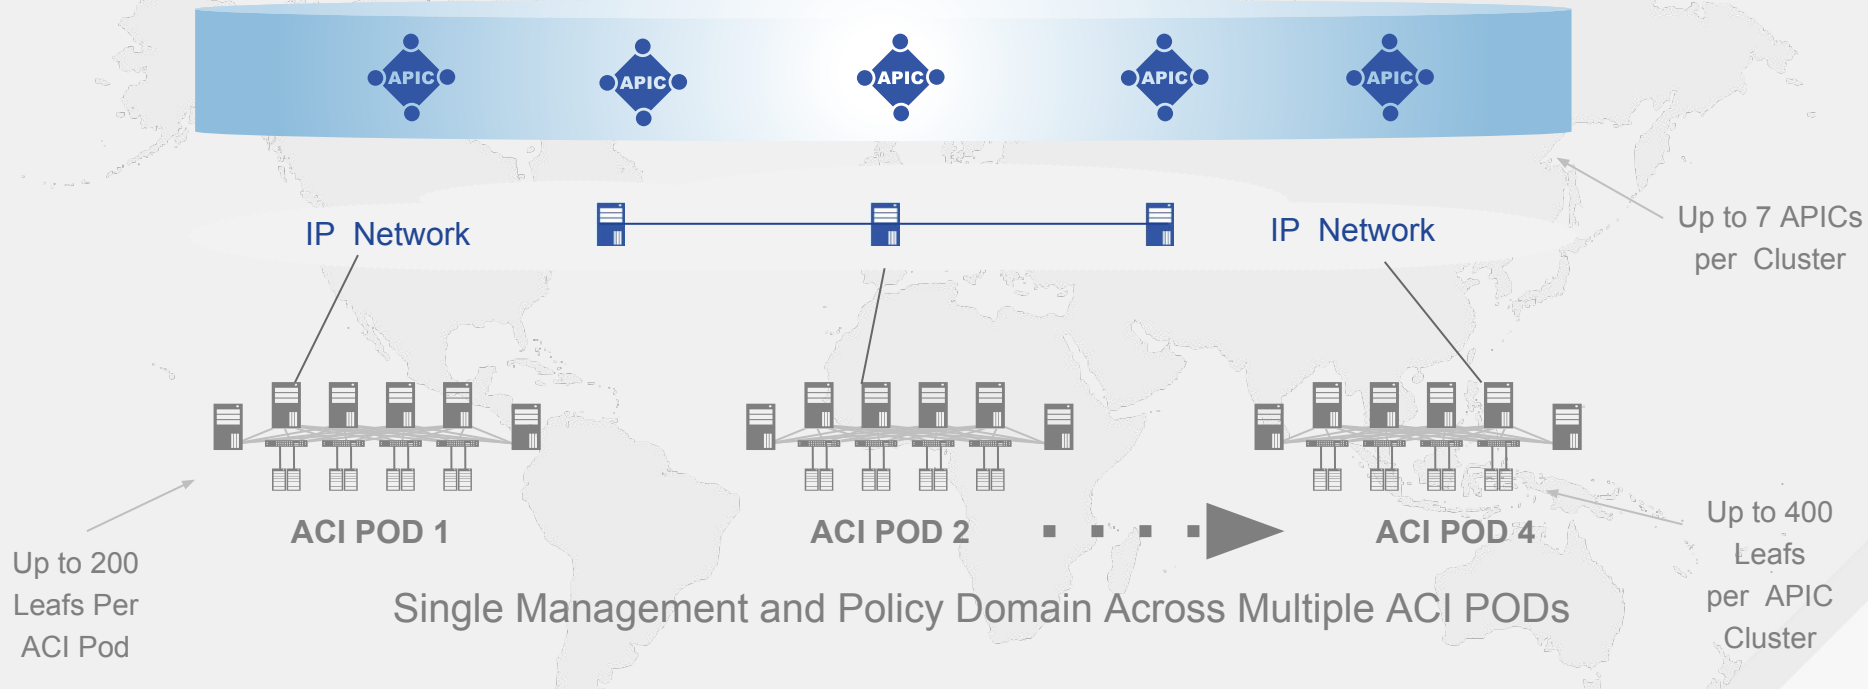 APIC APIC APIC APIC APIC
IP Network
IP Network
Up to 7 APICs
per Cluster
ACI POD 1
ACI POD 2
ACI POD 4
Up to 200
Leafs Per
ACI Pod
Up to 400
Leafs
per APIC
Cluster
Single Management and Policy Domain Across Multiple ACI PODs